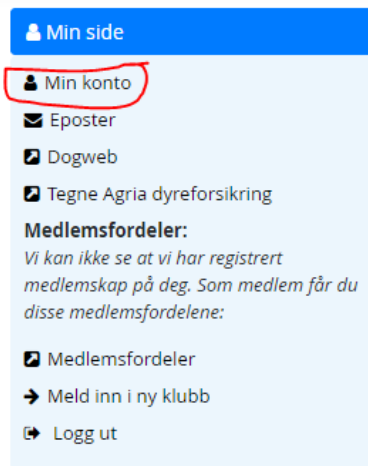 Min side
Min konto
Eposter
Dogweb
Tegne Agria dyreforsikring
Medlemsfordeler:
Vi kan ikke se at vi har registrert
medlemskap på deg. Som medlem får du
disse medlemsfordelene:
Medlemsfordeler
Meld inn i ny klubb
Logg ut